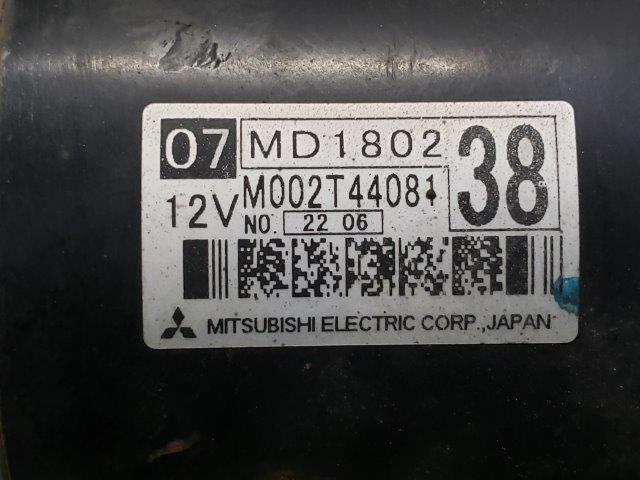 07 MD1802 38
12V M002T44081
NO. 22 06
MITSUBISHI ELECTRIC CORP.,JAPAN